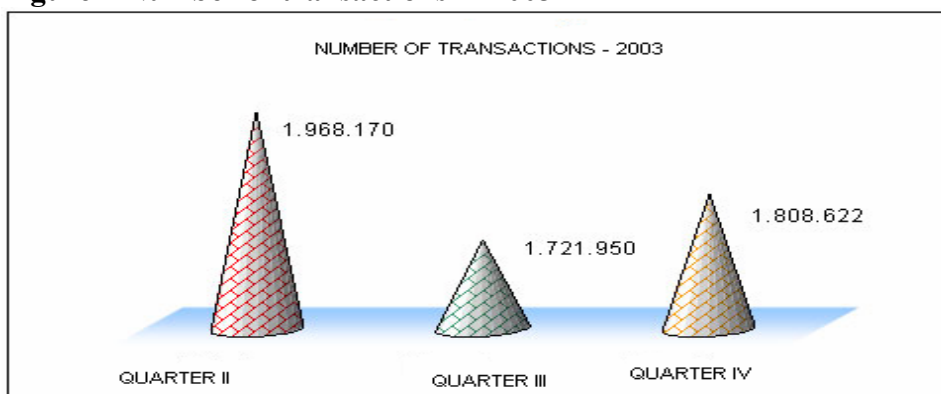 NUMBER OF TRANSACTIONS - 2003
1.968.170
1.721.950
1.808.622
QUARTER II
QUARTER III
QUARTER IV